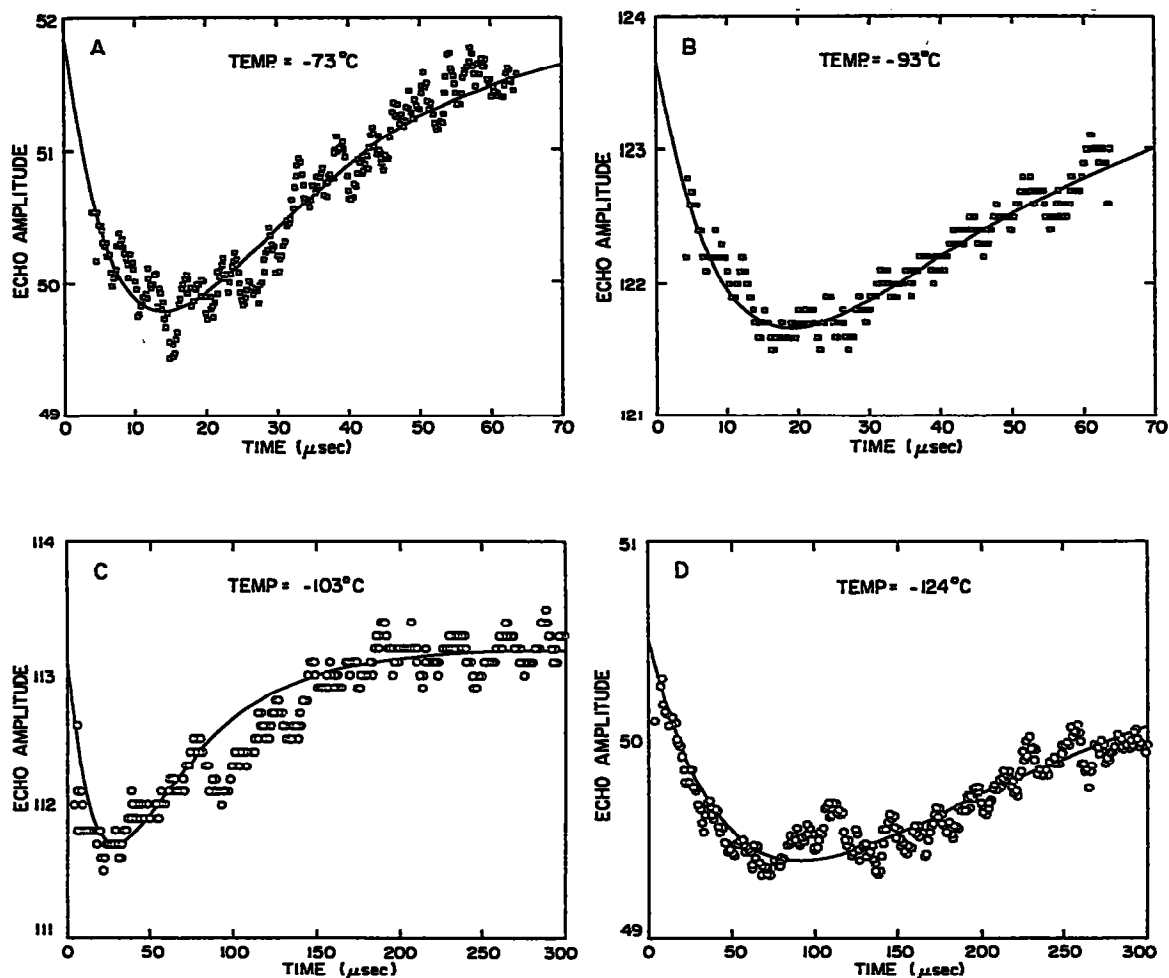 A
TEMP = -73°C
52
51
50
49
ECHO AMPLITUDE
0 10 20 30 40 50 60 70
TIME (μsec)
B
TEMP = -93°C
124
123
122
121
ECHO AMPLITUDE
0 10 20 30 40 50 60 70
TIME (μsec)
C
TEMP = -103°C
114
113
112
111
ECHO AMPLITUDE
0 50 100 150 200 250 300
TIME (μsec)
D
TEMP = -124°C
51
50
49
ECHO AMPLITUDE
0 50 100 150 200 250 300
TIME (μsec)